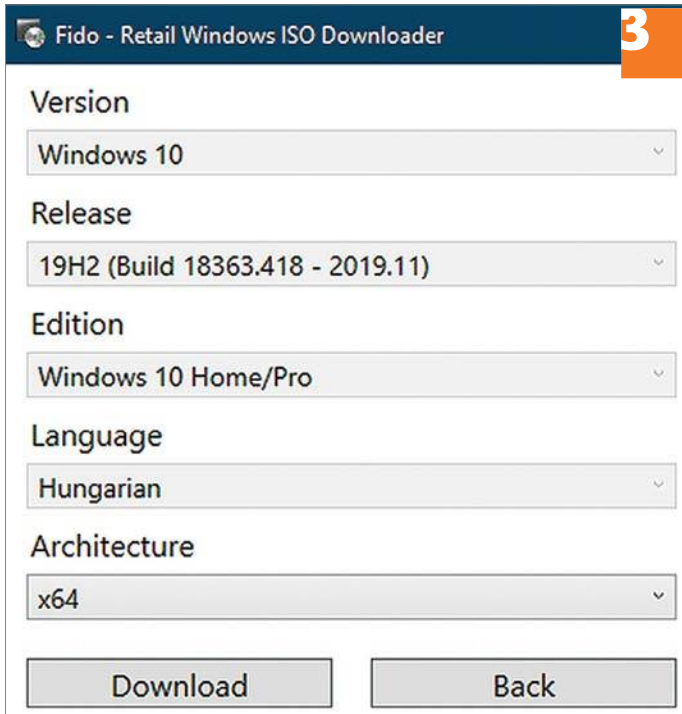 Fido - Retail Windows ISO Downloader
3
Version
Windows 10
Release
19H2 (Build 18363.418 - 2019.11)
Edition
Windows 10 Home/Pro
Language
Hungarian
Architecture
x64
Download
Back